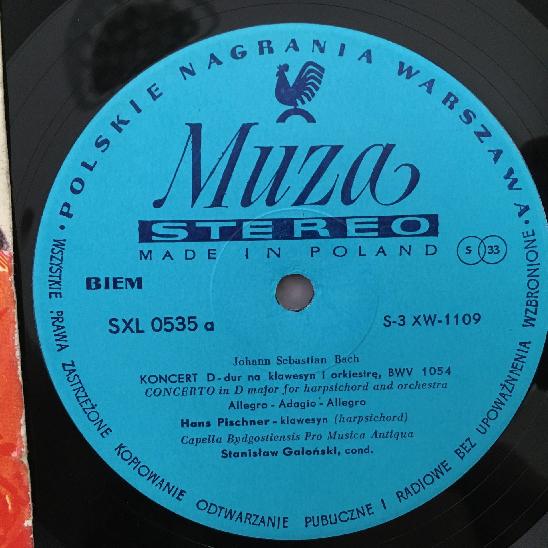 • POLSKIE NAGRANIA WARSZAWA •
Muza
STEREO
MADE IN POLAND
S 33
BIEM
SXL 0535 a
S-3 XW-1109
Johann Sebastian Bach
KONCERT D-dur na klawesyn i orkiestrę, BWV 1054
CONCERTO in D major for harpsichord and orchestra
Allegro - Adagio - Allegro
Hans Pischner - klawesyn (harpsichord)
Capella Bydgostiensis Pro Musica Antiqua
Stanisław Galoński, cond.
WSZYSTKIE PRAWA ZASTRZEŻONE KOPIOWANIE ODTWARZANIE PUBLICZNE I RADIOWE BEZ UPOWAŻNIENIA WZBRONIONE